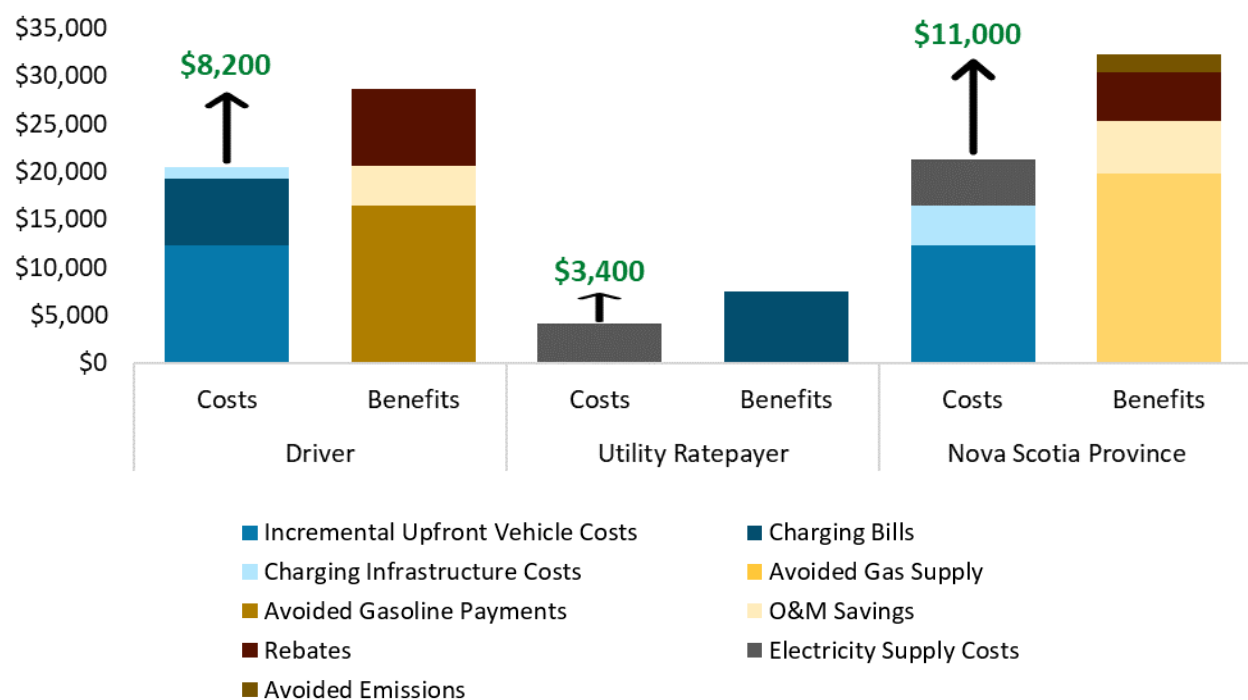 $35,000
$30,000
$25,000
$20,000
$15,000
$10,000
$5,000
$0
$8,200
$3,400
$11,000
Costs Benefits Costs Benefits Costs Benefits
Driver Utility Ratepayer Nova Scotia Province
Incremental Upfront Vehicle Costs Charging Bills
Charging Infrastructure Costs Avoided Gas Supply
Avoided Gasoline Payments O&M Savings
Rebates Electricity Supply Costs
Avoided Emissions